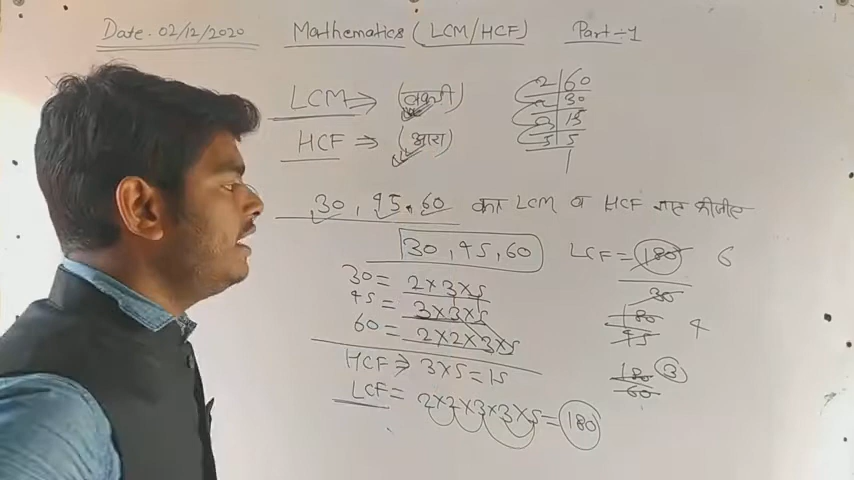 Date. 02/12/2020 Mathematics (LCM/HCF) Part-1
LCM ⇒ (चक्की)
HCF ⇒ (आरा)
2|60
2|30
3|15
5|5
1
30, 45, 60 का LCM व HCF ज्ञात कीजिए
30, 45, 60
30 = 2×3×5
45 = 3×3×5
60 = 2×2×3×5
HCF ⇒ 3×5=15
LCF = 2×2×3×3×5=180
LCF = 180 6
30
180
45 4
180 3
60